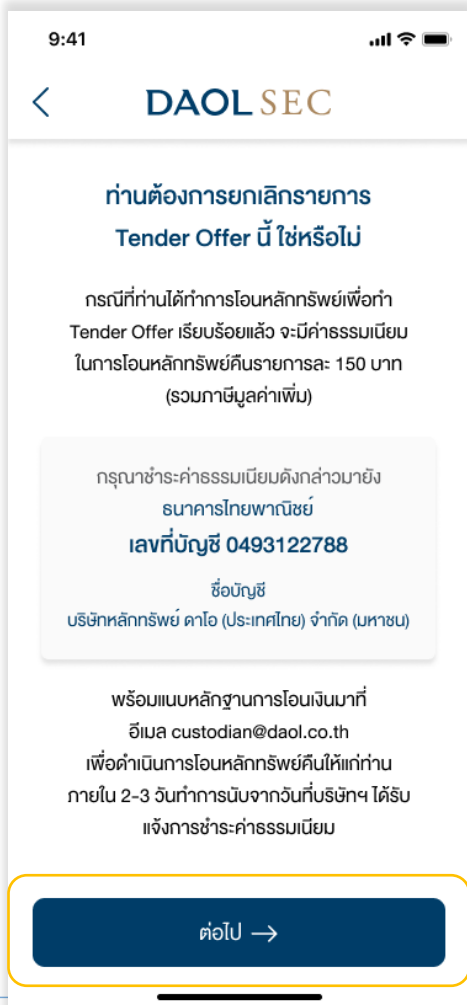 9:41
DAOL SEC
ท่านต้องการยกเลิกรายการ
Tender Offer นี้ ใช่หรือไม่
กรณีที่ท่านได้ทำการโอนหลักทรัพย์เพื่อทำ
Tender Offer เรียบร้อยแล้ว จะมีค่าธรรมเนียม
ในการโอนหลักทรัพย์คืนรายการละ 150 บาท
(รวมภาษีมูลค่าเพิ่ม)
กรุณาชำระค่าธรรมเนียมดังกล่าวมายัง
ธนาคารไทยพาณิชย์
เลขที่บัญชี 0493122788
ชื่อบัญชี
บริษัทหลักทรัพย์ ดาโอ (ประเทศไทย) จำกัด (มหาชน)
พร้อมแนบหลักฐานการโอนเงินมาที่
อีเมล custodian@daol.co.th
เพื่อดำเนินการโอนหลักทรัพย์คืนให้แก่ท่าน
ภายใน 2-3 วันทำการนับจากวันที่บริษัทฯ ได้รับ
แจ้งการชำระค่าธรรมเนียม
ต่อไป →